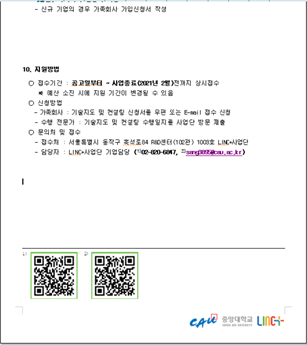 - 신규 기업의 경우 가족회사 가입신청서 작성
10. 지원방법
○ 접수기간 : 공고일부터 - 사업종료(2021년 2월)전까지 상시접수
※ 예산 소진 시에 지원 기간이 변경될 수 있음
○ 신청방법
- 가족회사 : 기술지도 및 컨설팅 신청서를 우편 또는 E-mail 접수 신청
- 수행 전문가 : 기술지도 및 컨설팅 수행일지를 사업단 방문 제출
○ 문의처 및 접수
- 접수처 : 서울특별시 동작구 흑석로84 R&D센터(102관) 1003호 LINC+사업단
- 담당자 : LINC+사업단 기업담당 (☎02-820-6847, @cau.ac.kr)
1)
2)
CAU 중앙대학교 LINC+